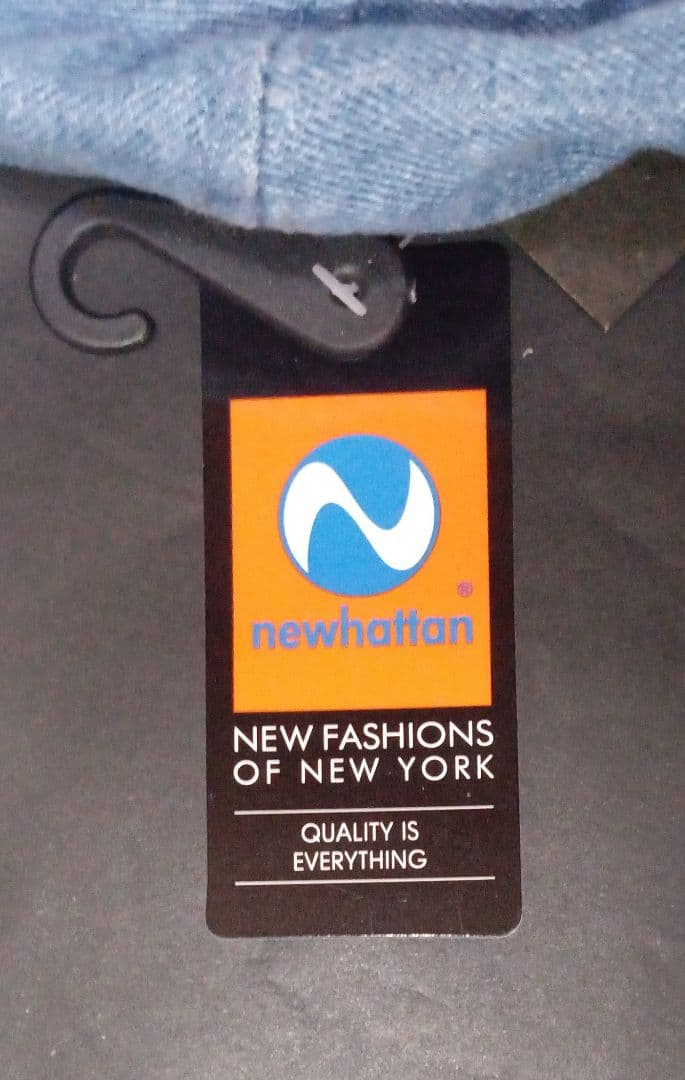 ®
newhattan
NEW FASHIONS
OF NEW YORK
QUALITY IS
EVERYTHING